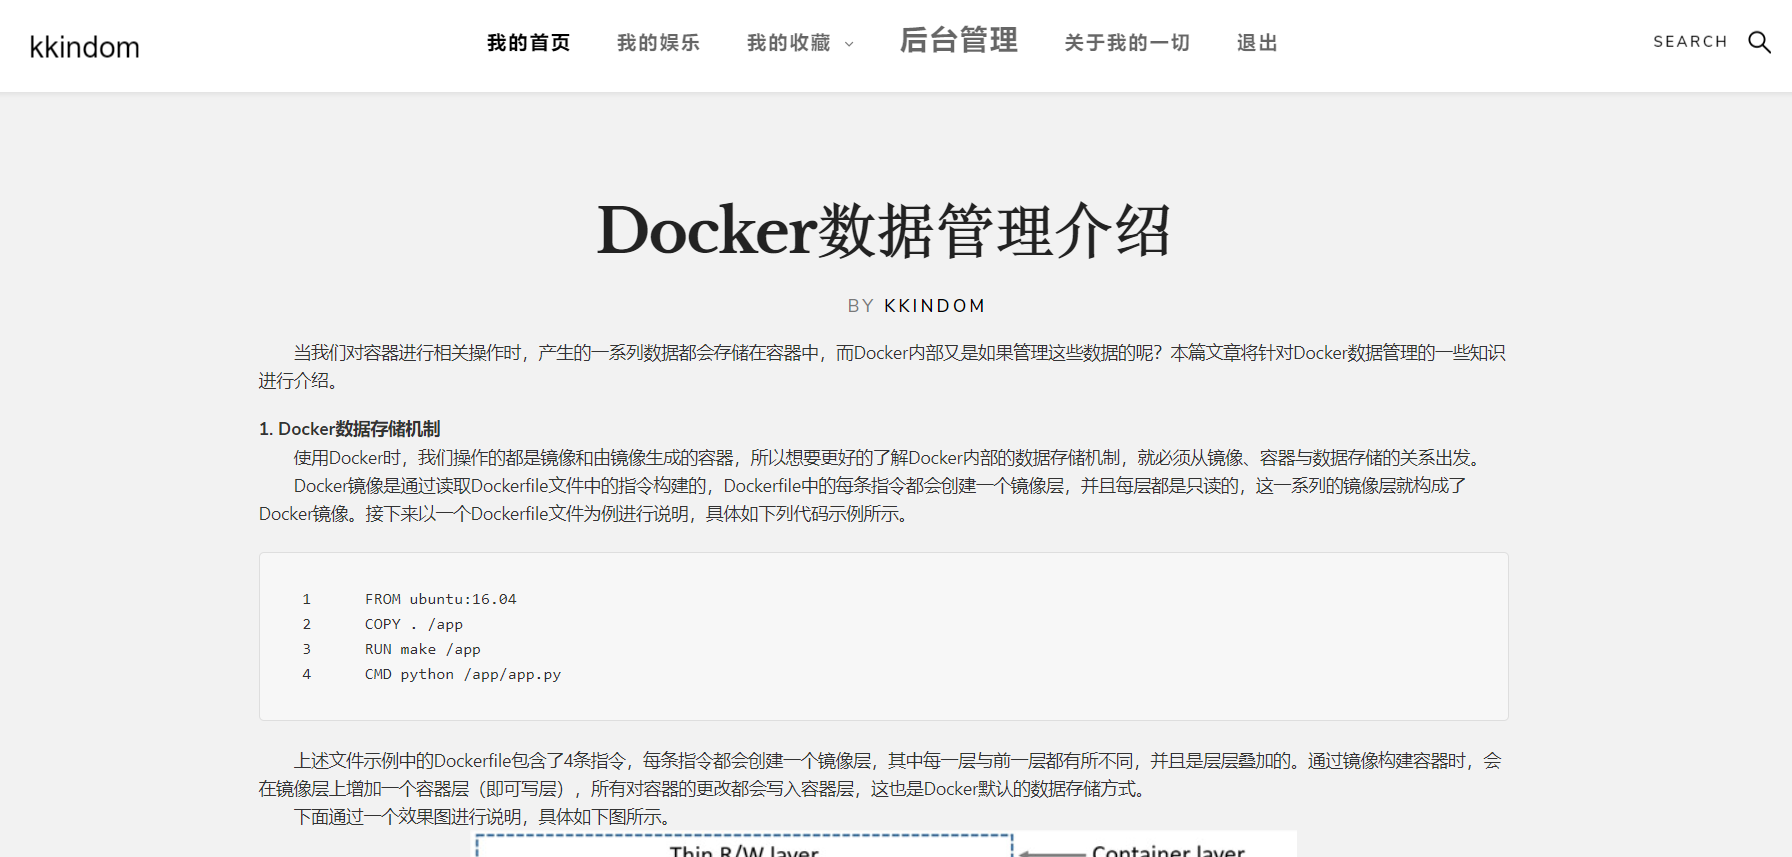 kkindom
我的首页
我的娱乐
我的收藏
后台管理
关于我的一切
退出
SEARCH
Docker数据管理介绍
BY KKINDOM
当我们对容器进行相关操作时，产生的一系列数据都会存储在容器中，而Docker内部又是如果管理这些数据的呢？本篇文章将针对Docker数据管理的一些知识
进行介绍。
1. Docker数据存储机制
使用Docker时，我们操作的都是镜像和由镜像生成的容器，所以想要更好的了解Docker内部的数据存储机制，就必须从镜像、容器与数据存储的关系出发。
Docker镜像是通过读取Dockerfile文件中的指令构建的，Dockerfile中的每条指令都会创建一个镜像层，并且每层都是只读的，这一系列的镜像层就构成了
Docker镜像。接下来以一个Dockerfile文件为例进行说明，具体如下列代码示例所示。
1 FROM ubuntu:16.04
2 COPY . /app
3 RUN make /app
4 CMD python /app/app.py
上述文件示例中的Dockerfile包含了4条指令，每条指令都会创建一个镜像层，其中每一层与前一层都有所不同，并且是层层叠加的。通过镜像构建容器时，会
在镜像层上增加一个容器层（即可写层），所有对容器的更改都会写入容器层，这也是Docker默认的数据存储方式。
下面通过一个效果图进行说明，具体如下图所示。
Thin R/W layer
Container layer